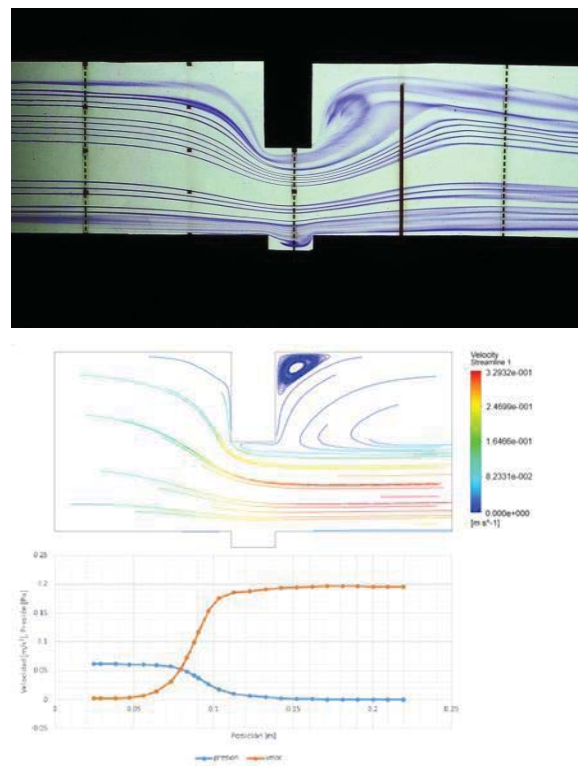 Velocity
Streamline 1
3.2932e-001
2.4699e-001
1.6466e-001
8.2331e-002
0.000e+000
[m s^-1]
0.25
0.2
0.15
0.1
0.05
0
-0.05
Velocidad [m/s], Presión [Pa]
0
0.05
0.1
0.15
0.2
0.25
Posición [m]
presion
veloc